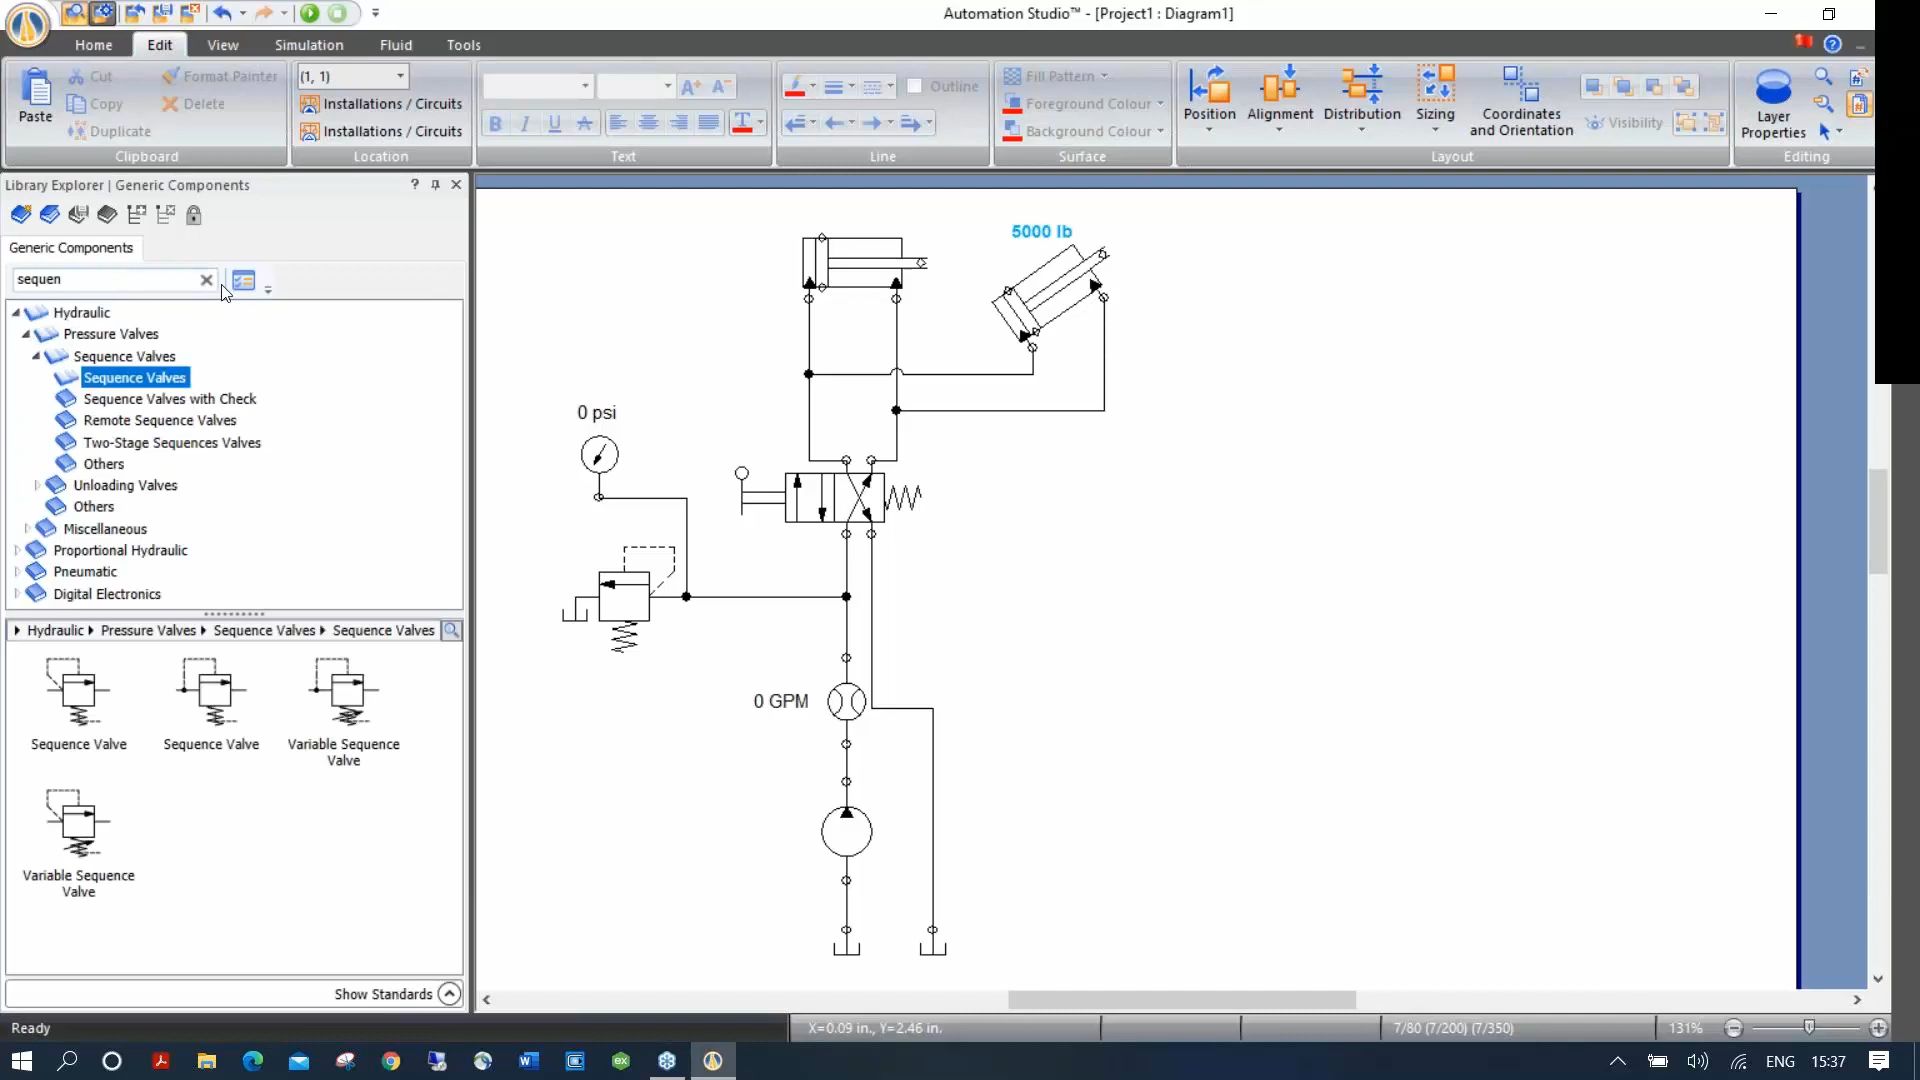 Automation Studio™ - [Project1 : Diagram1]
Home Edit View Simulation Fluid Tools
Paste
Cut
Copy
Duplicate
Format Painter
Delete
Clipboard
(1, 1)
Installations / Circuits
Installations / Circuits
Location
A+ A-
B I U A T
Text
Outline
Line
Fill Pattern
Foreground Colour
Background Colour
Surface
Position
Alignment
Distribution
Sizing
Coordinates
and Orientation
Visibility
Layout
Layer
Properties
Editing
Library Explorer | Generic Components
Generic Components
sequen
Hydraulic
Pressure Valves
Sequence Valves
Sequence Valves
Sequence Valves with Check
Remote Sequence Valves
Two-Stage Sequences Valves
Others
Unloading Valves
Others
Miscellaneous
Proportional Hydraulic
Pneumatic
Digital Electronics
Hydraulic Pressure Valves Sequence Valves Sequence Valves
Sequence Valve
Sequence Valve
Variable Sequence
Valve
Variable Sequence
Valve
Show Standards
5000 lb
0 psi
0 GPM
Ready
X=0.09 in., Y=2.46 in.
7/80 (7/200) (7/350)
131%
ENG
15:37